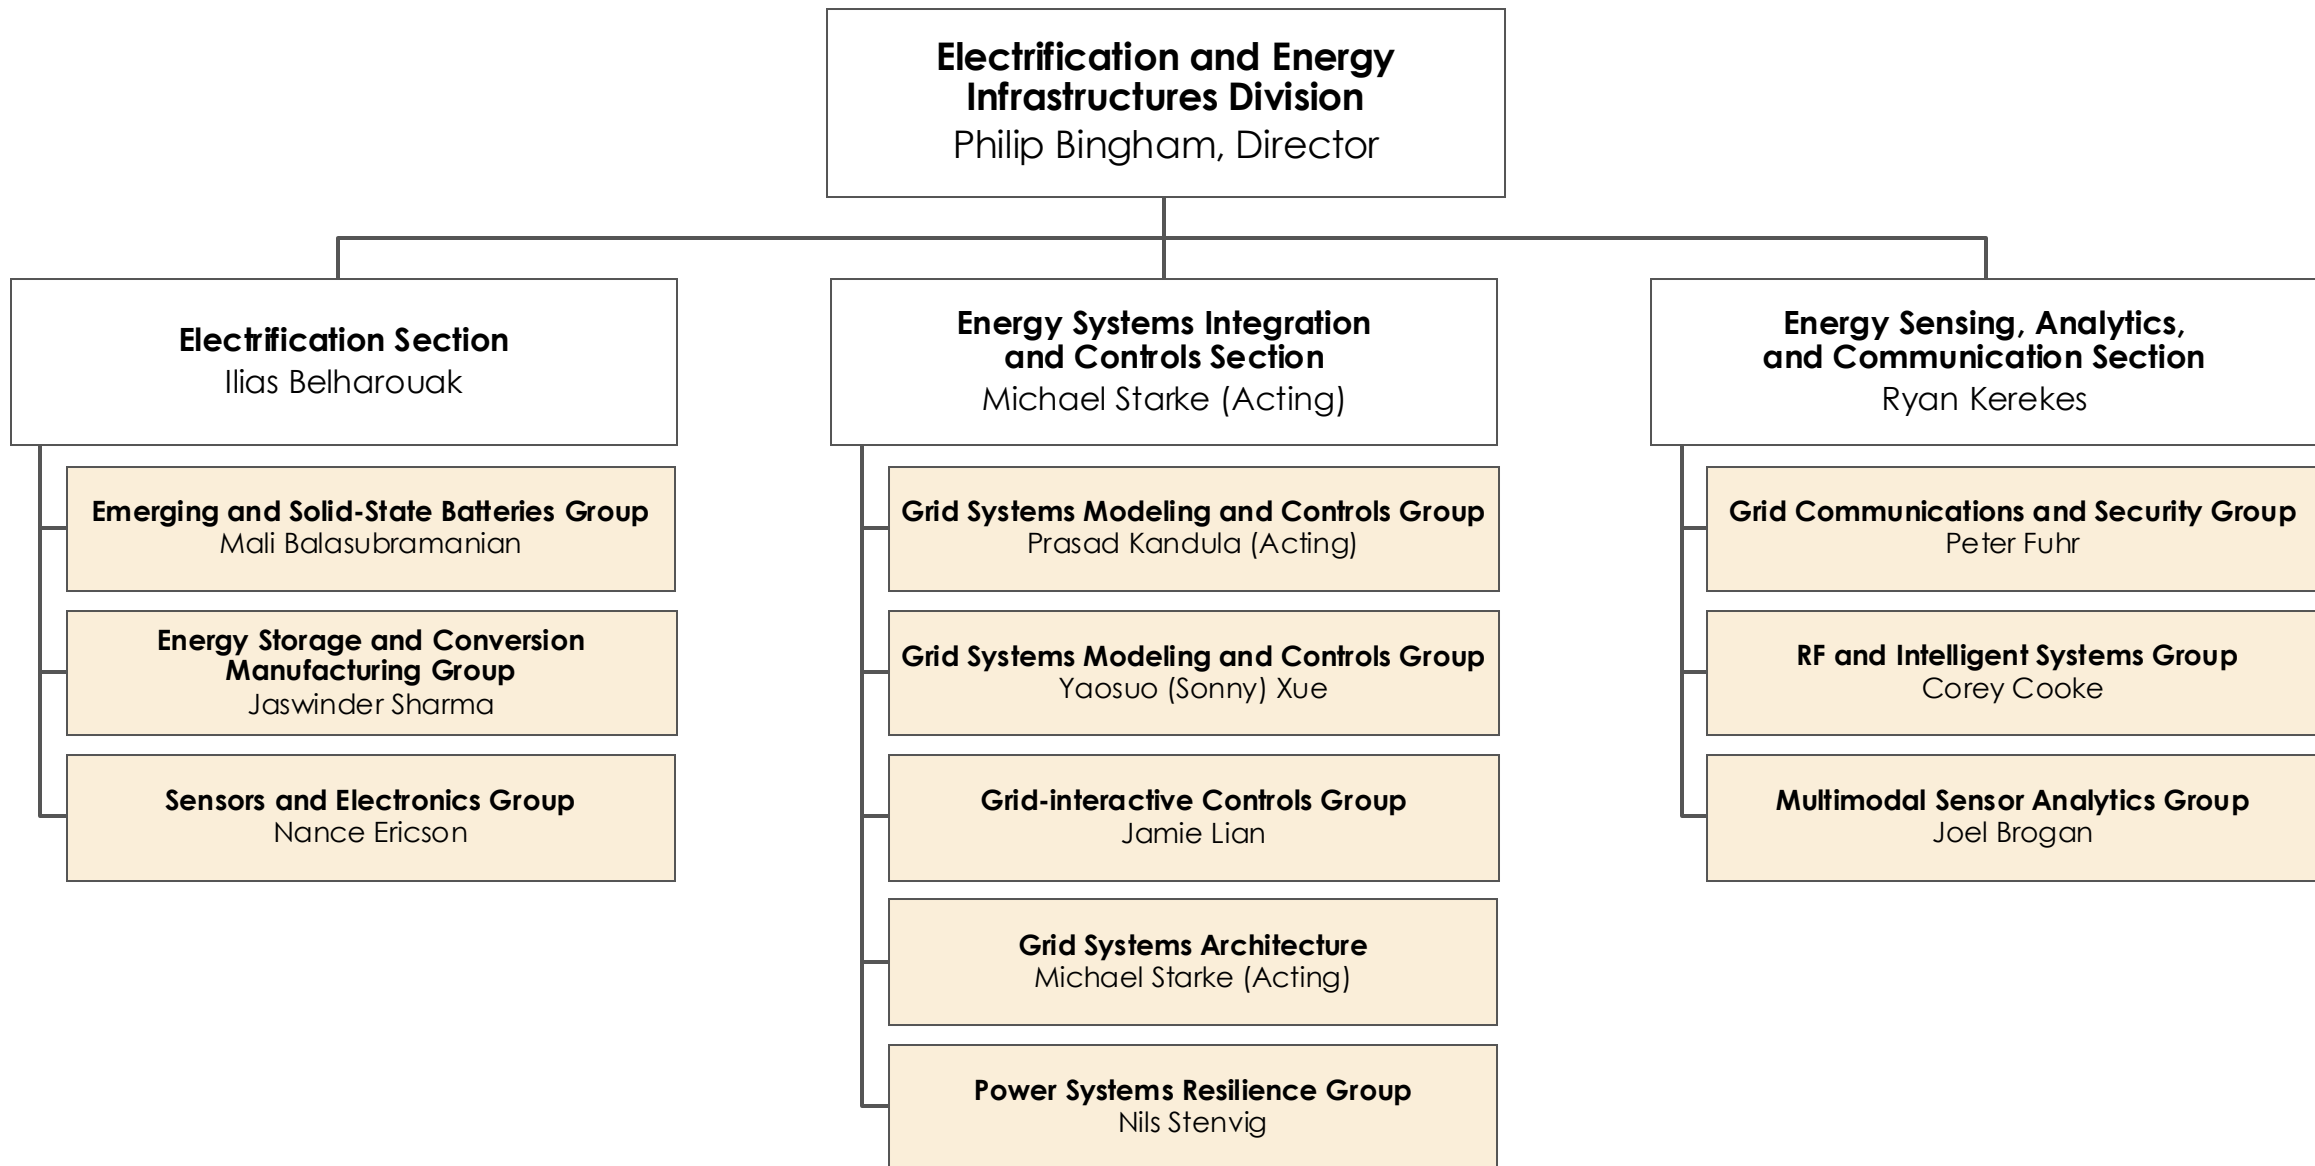 Electrification and Energy
Infrastructures Division
Philip Bingham, Director
Electrification Section
Ilias Belharouak
Emerging and Solid-State Batteries Group
Mali Balasubramanian
Energy Storage and Conversion
Manufacturing Group
Jaswinder Sharma
Sensors and Electronics Group
Nance Ericson
Energy Systems Integration
and Controls Section
Michael Starke (Acting)
Grid Systems Modeling and Controls Group
Prasad Kandula (Acting)
Grid Systems Modeling and Controls Group
Yaosuo (Sonny) Xue
Grid-interactive Controls Group
Jamie Lian
Grid Systems Architecture
Michael Starke (Acting)
Power Systems Resilience Group
Nils Stenvig
Energy Sensing, Analytics,
and Communication Section
Ryan Kerekes
Grid Communications and Security Group
Peter Fuhr
RF and Intelligent Systems Group
Corey Cooke
Multimodal Sensor Analytics Group
Joel Brogan